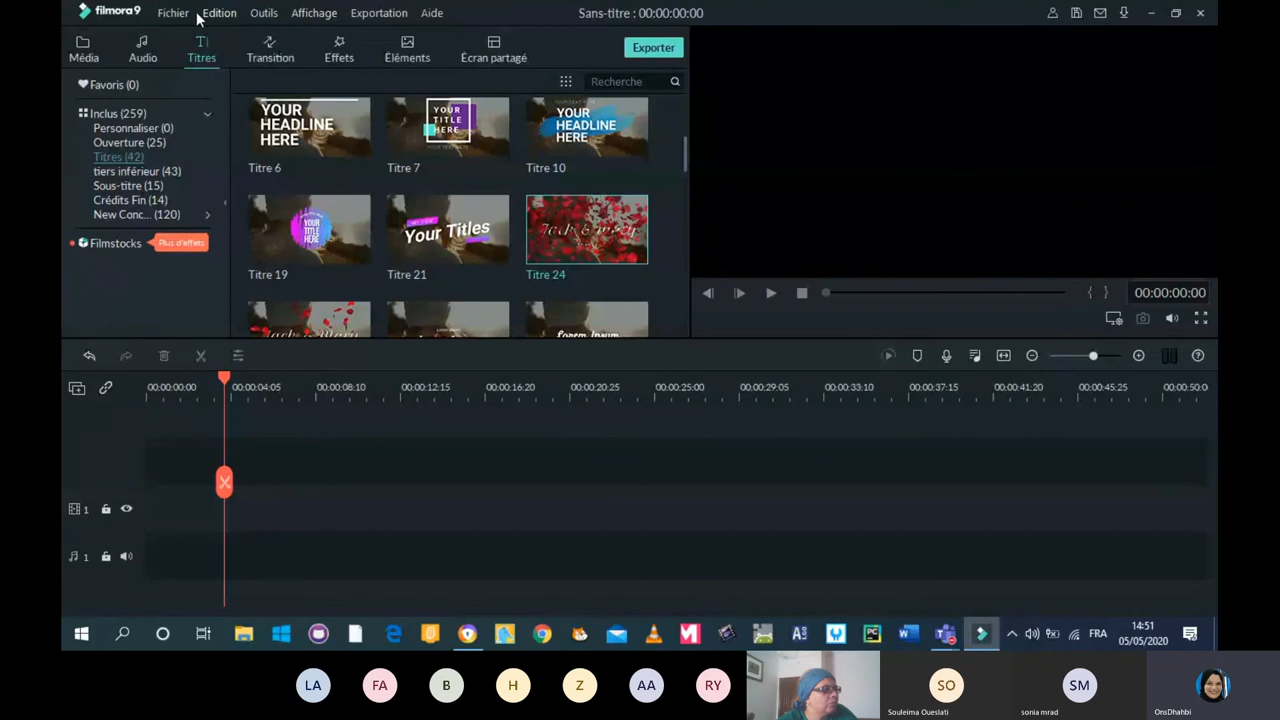 filmora9 Fichier Edition Outils Affichage Exportation Aide Sans-titre : 00:00:00:00
Média Audio Titres Transition Effets Éléments Écran partagé Exporter
Favoris (0)
Recherche
Inclus (259)
Personnaliser (0)
Ouverture (25)
Titres (42)
tiers inférieur (43)
Sous-titre (15)
Crédits Fin (14)
New Conc... (120)
Filmstocks Plus d'effets
YOUR
HEADLINE
HERE
YOUR
TITLE
HERE
YOUR
HEADLINE
HERE
Titre 6 Titre 7 Titre 10
YOUR
TITLE
HERE
Your Titles
Jack & Mary
Titre 19 Titre 21 Titre 24
Jack & Mary
Lorem Ipsum
00:00:00:00
00:00:00:00 00:00:04:05 00:00:08:10 00:00:12:15 00:00:16:20 00:00:20:25 00:00:25:00 00:00:29:05 00:00:33:10 00:00:37:15 00:00:41:20 00:00:45:25 00:00:50:0
1
1
FRA
14:51
05/05/2020
LA FA B H Z AA RY SO SM
Souleima Oueslati sonia mrad OnsDhahbi